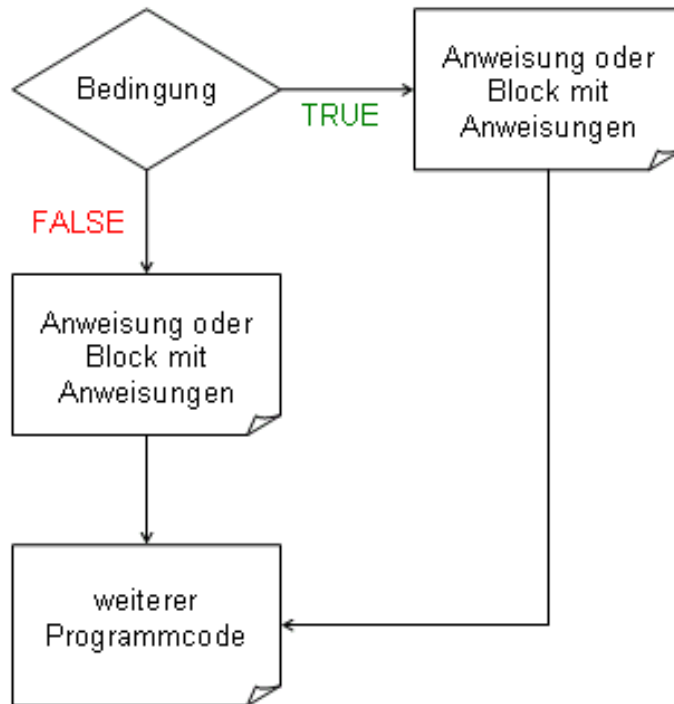 Bedingung
TRUE
Anweisung oder
Block mit
Anweisungen
FALSE
Anweisung oder
Block mit
Anweisungen
weiterer
Programmcode